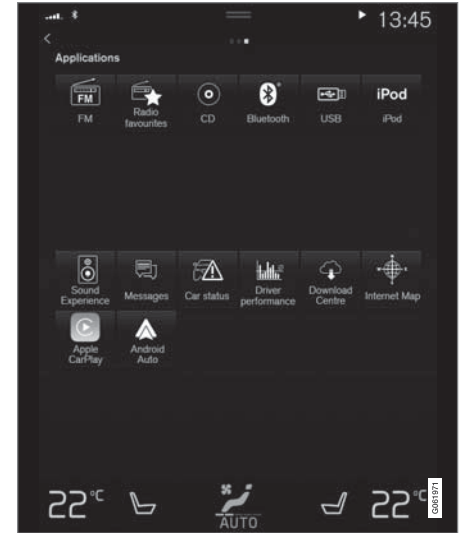 13:45
Applications
FM
iPod
FM
Radio
favourites
CD
Bluetooth
USB
iPod
Sound
Experience
Messages
Car status
Driver
performance
Download
Centre
Internet Map
Apple
CarPlay
Android
Auto
22°C
AUTO
22°C
G061971